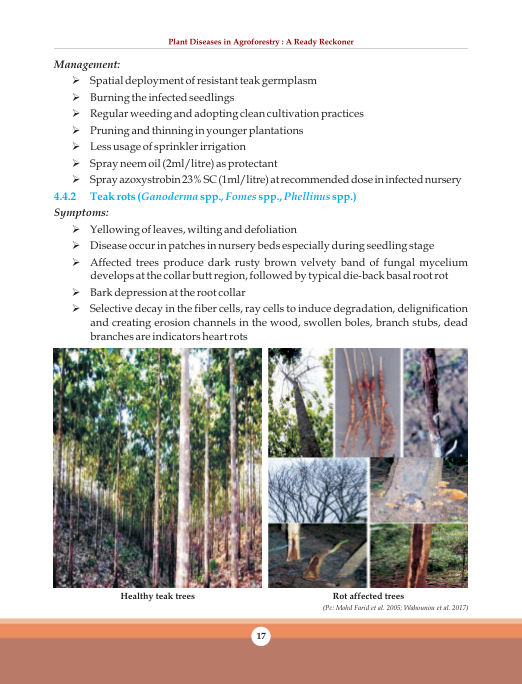 Plant Diseases in Agroforestry : A Ready Reckoner
Management:
➢ Spatial deployment of resistant teak germplasm
➢ Burning the infected seedlings
➢ Regular weeding and adopting clean cultivation practices
➢ Pruning and thinning in younger plantations
➢ Less usage of sprinkler irrigation
➢ Spray neem oil (2ml/litre) as protectant
➢ Spray azoxystrobin 23% SC (1ml/litre) at recommended dose in infected nursery
4.4.2 Teak rots (Ganoderma spp., Fomes spp., Phellinus spp.)
Symptoms:
➢ Yellowing of leaves, wilting and defoliation
➢ Disease occur in patches in nursery beds especially during seedling stage
➢ Affected trees produce dark rusty brown velvety band of fungal mycelium
develops at the collar butt region, followed by typical die-back basal root rot
➢ Bark depression at the root collar
➢ Selective decay in the fiber cells, ray cells to induce degradation, delignification
and creating erosion channels in the wood, swollen boles, branch stubs, dead
branches are indicators heart rots
Healthy teak trees
Rot affected trees
(Pc: Mohd Farid et al. 2005; Wahounou et al. 2017)
17